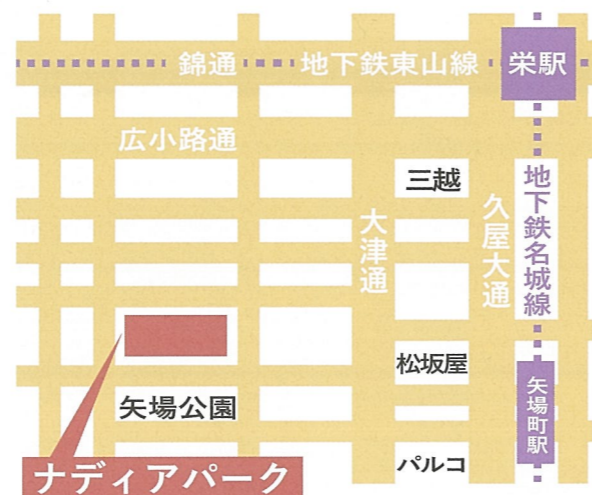 錦通
地下鉄東山線
栄駅
広小路通
三越
大津通
久屋大通
地下鉄名城線
松坂屋
矢場公園
矢場町駅
パルコ
ナディアパーク